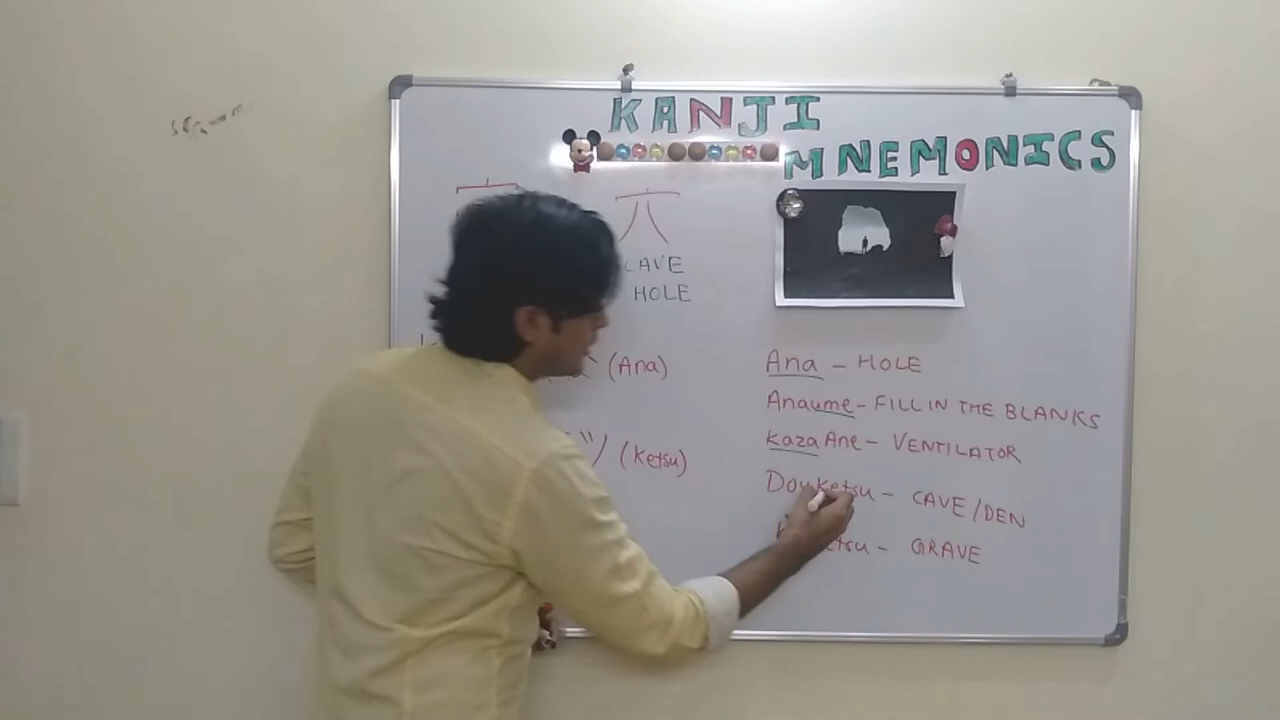 KANJI
MNEMONICS
CAVE
HOLE
(Ana)
ツ (Ketsu)
Ana - HOLE
Anaume - FILL IN THE BLANKS
KazaAne - VENTILATOR
Douketsu - CAVE/DEN
- GRAVE